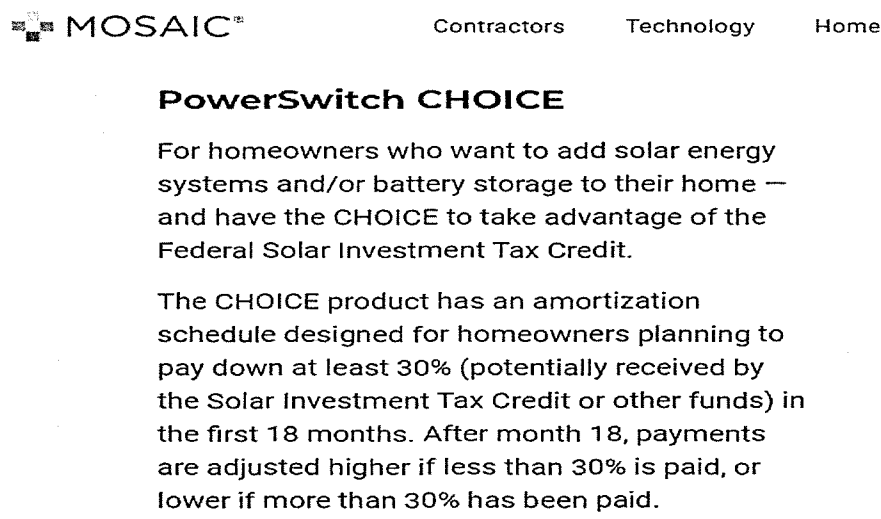 MOSAIC® Contractors Technology Home
PowerSwitch CHOICE
For homeowners who want to add solar energy
systems and/or battery storage to their home —
and have the CHOICE to take advantage of the
Federal Solar Investment Tax Credit.
The CHOICE product has an amortization
schedule designed for homeowners planning to
pay down at least 30% (potentially received by
the Solar Investment Tax Credit or other funds) in
the first 18 months. After month 18, payments
are adjusted higher if less than 30% is paid, or
lower if more than 30% has been paid.